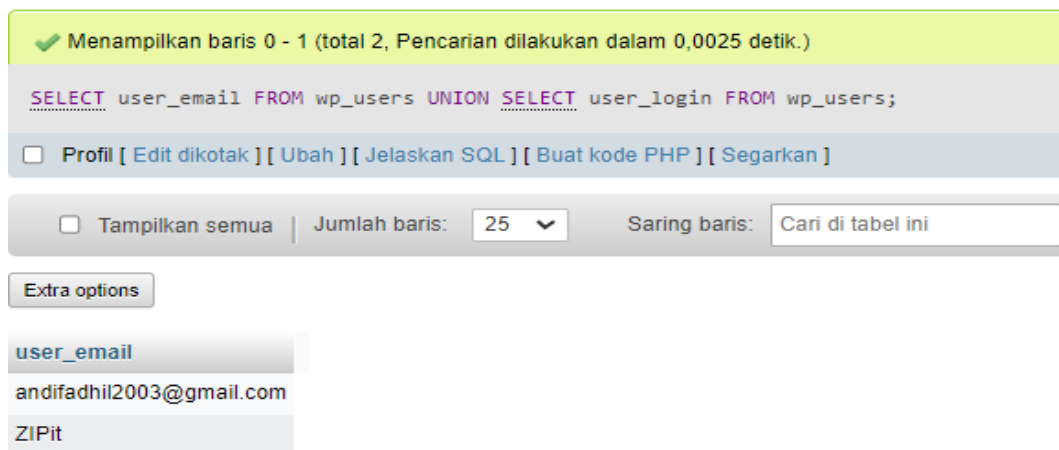 Menampilkan baris 0 - 1 (total 2, Pencarian dilakukan dalam 0,0025 detik.)
SELECT user_email FROM wp_users UNION SELECT user_login FROM wp_users;
Profil [ Edit dikotak ] [ Ubah ] [ Jelaskan SQL ] [ Buat kode PHP ] [ Segarkan ]
Tampilkan semua | Jumlah baris: 25 Saring baris: Cari di tabel ini
Extra options
user_email
andifadhil2003@gmail.com
ZIPit